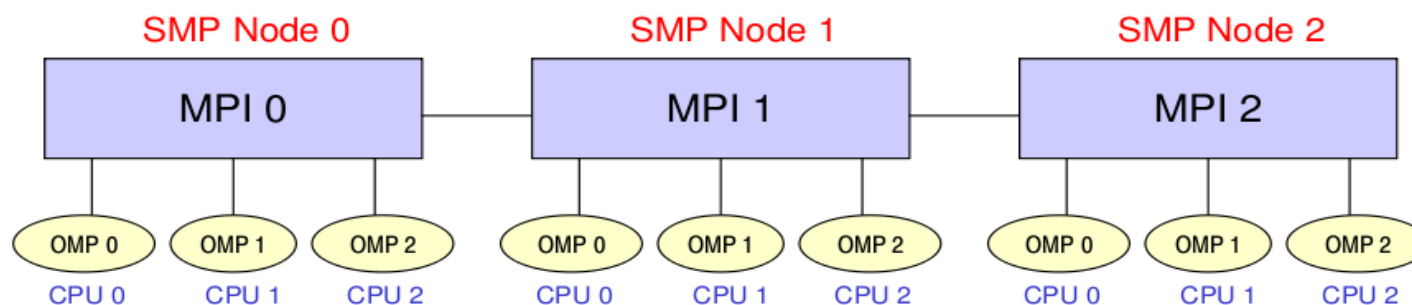 SMP Node 0 SMP Node 1 SMP Node 2
MPI 0 MPI 1 MPI 2
OMP 0 OMP 1 OMP 2 OMP 0 OMP 1 OMP 2 OMP 0 OMP 1 OMP 2
CPU 0 CPU 1 CPU 2 CPU 0 CPU 1 CPU 2 CPU 0 CPU 1 CPU 2